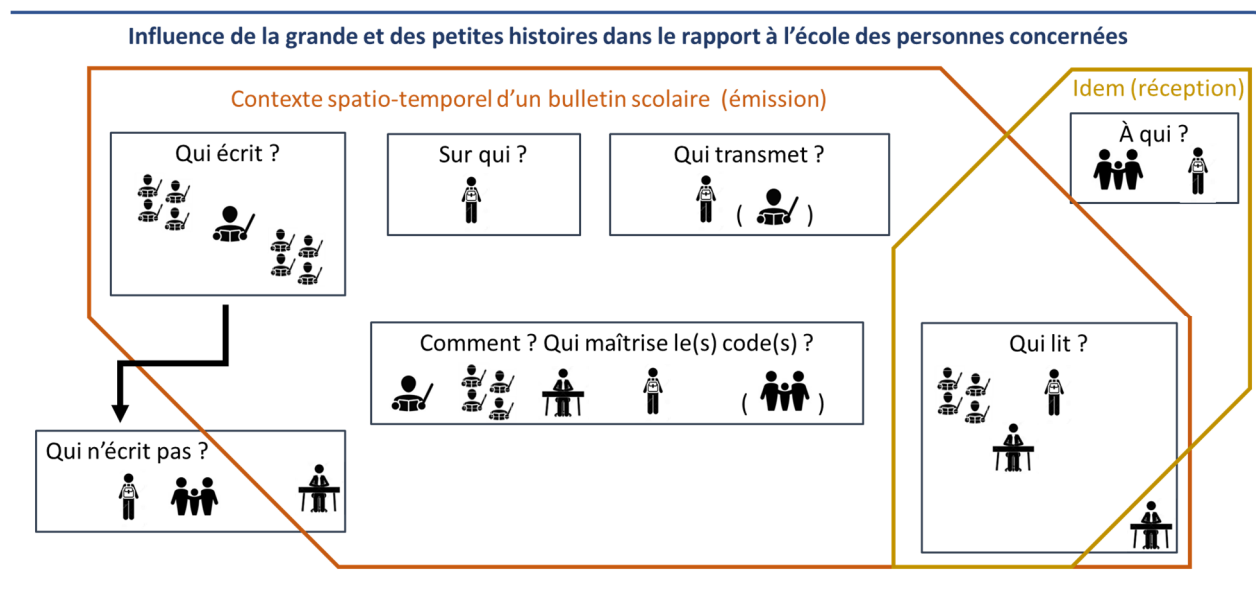 Influence de la grande et des petites histoires dans le rapport à l’école des personnes concernées
Contexte spatio-temporel d’un bulletin scolaire (émission)
Idem (réception)
Qui écrit ?
Sur qui ?
Qui transmet ?
( )
À qui ?
Comment ? Qui maîtrise le(s) code(s) ?
( )
Qui lit ?
Qui n’écrit pas ?